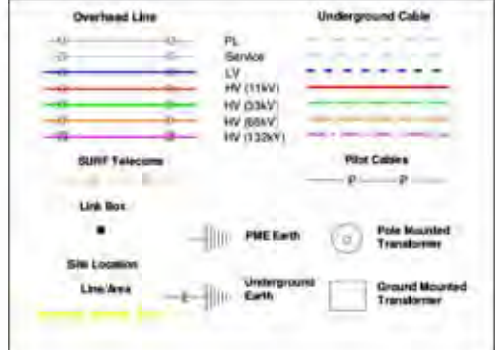 Overhead Line
Underground Cable
PL
Service
LV
HV (11kV)
HV (33kV)
HV (66kV)
HV (132kV)
SURF Telecoms
Pilot Cables
P P
Link Box
PME Earth
Pole Mounted
Transformer
Site Location
Line/Area
Underground
Earth
Ground Mounted
Transformer